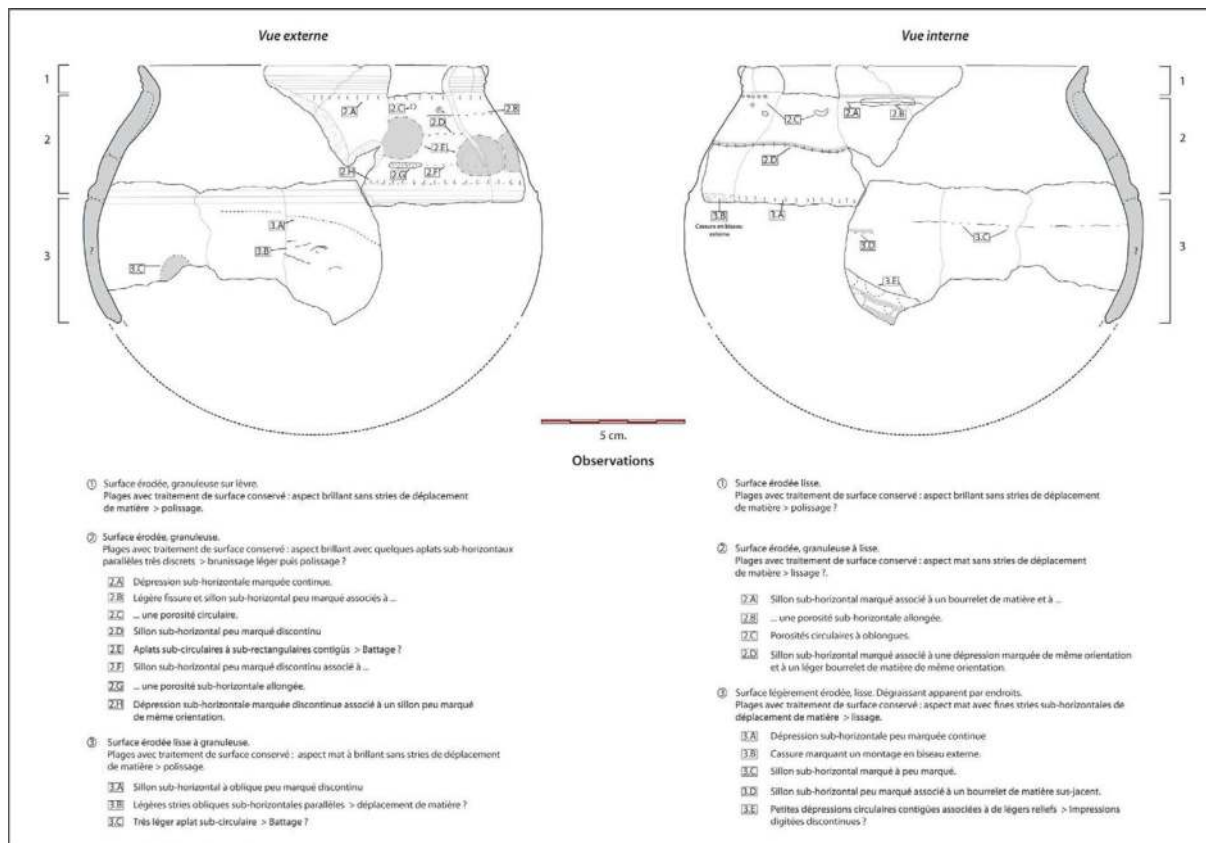 Vue externe
1
2
3
2.A
2.C
2.B
2.D
2.E
2.H
2.G
2.F
3.A
3.B
3.C
?
Vue interne
1
2
3
2.C
2.A
2.B
2.D
3.B
3.A
Cassure en biseau
externe
3.D
3.C
3.E
?
5 cm.
Observations
① Surface érodée, granuleuse sur lèvre.
Plages avec traitement de surface conservé : aspect brillant sans stries de déplacement
de matière > polissage.
② Surface érodée, granuleuse.
Plages avec traitement de surface conservé : aspect brillant avec quelques aplats sub-horizontaux
parallèles très discrets > brunissage léger puis polissage ?
2.A Dépression sub-horizontale marquée continue.
2.B Légère fissure et sillon sub-horizontal peu marqué associés à ...
2.C ... une porosité circulaire.
2.D Sillon sub-horizontal peu marqué discontinu
2.E Aplats sub-circulaires à sub-rectangulaires contigüs > Battage ?
2.F Sillon sub-horizontal peu marqué discontinu associé à ...
2.G ... une porosité sub-horizontale allongée.
2.H Dépression sub-horizontale marquée discontinue associé à un sillon peu marqué
de même orientation.
③ Surface érodée lisse à granuleuse.
Plages avec traitement de surface conservé : aspect mat à brillant sans stries de déplacement
de matière > polissage.
3.A Sillon sub-horizontal à oblique peu marqué discontinu
3.B Légères stries obliques sub-horizontales parallèles > déplacement de matière ?
3.C Très léger aplat sub-circulaire > Battage ?
① Surface érodée lisse.
Plages avec traitement de surface conservé : aspect brillant sans stries de déplacement
de matière > polissage ?
② Surface érodée, granuleuse à lisse.
Plages avec traitement de surface conservé : aspect mat sans stries de déplacement
de matière > lissage ?.
2.A Sillon sub-horizontal marqué associé à un bourrelet de matière et à ...
2.B ... une porosité sub-horizontale allongée.
2.C Porosités circulaires à oblongues.
2.D Sillon sub-horizontal marqué associé à une dépression marquée de même orientation
et à un léger bourrelet de matière de même orientation.
③ Surface légèrement érodée, lisse. Dégraissant apparent par endroits.
Plages avec traitement de surface conservé : aspect mat avec fines stries sub-horizontales de
déplacement de matière > lissage.
3.A Dépression sub-horizontale peu marquée continue
3.B Cassure marquant un montage en biseau externe.
3.C Sillon sub-horizontal marqué à peu marqué.
3.D Sillon sub-horizontal peu marqué associé à un bourrelet de matière sus-jacent.
3.E Petites dépressions circulaires contigües associées à de légers reliefs > Impressions
digitées discontinues ?